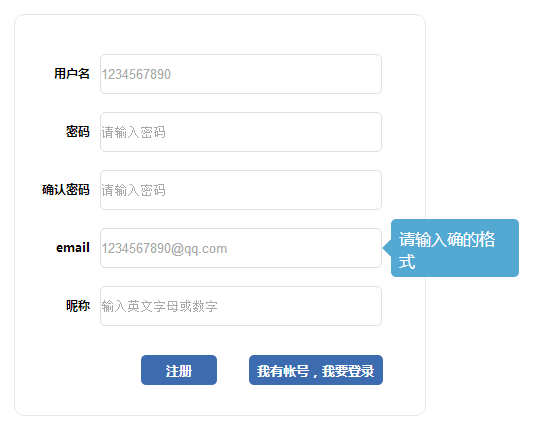 用户名 1234567890
密码 请输入密码
确认密码 请输入密码
email 1234567890@qq.com
请输入确的格
式
昵称 输入英文字母或数字
注册 我有帐号，我要登录